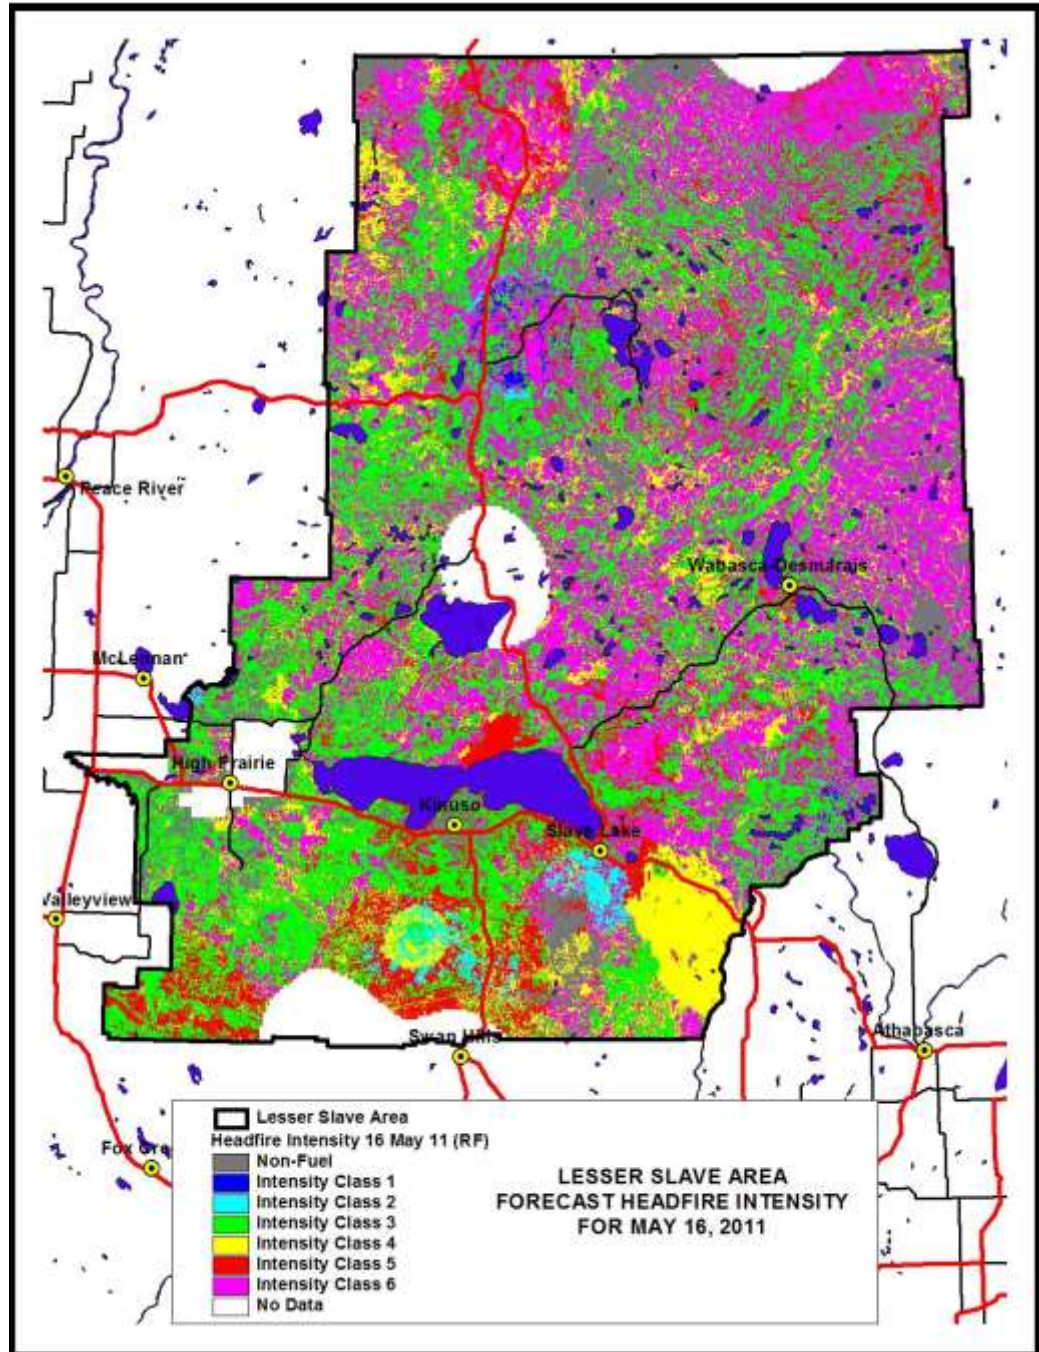 Peace River
Wabasca-Desmarais
McLennan
High Prairie
Kinuso
Slave Lake
Valleyview
Swan Hills
Athabasca
Fox Cre
Lesser Slave Area
Headfire Intensity 16 May 11 (RF)
Non-Fuel
Intensity Class 1
Intensity Class 2
Intensity Class 3
Intensity Class 4
Intensity Class 5
Intensity Class 6
No Data
LESSER SLAVE AREA
FORECAST HEADFIRE INTENSITY
FOR MAY 16, 2011